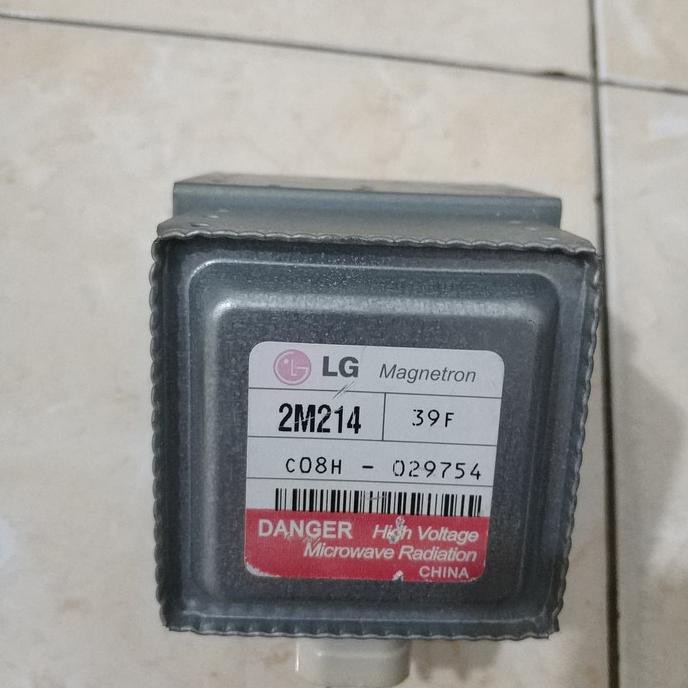 LG Magnetron
2M214 39F
C08H - 029754
DANGER High Voltage
Microwave Radiation
CHINA